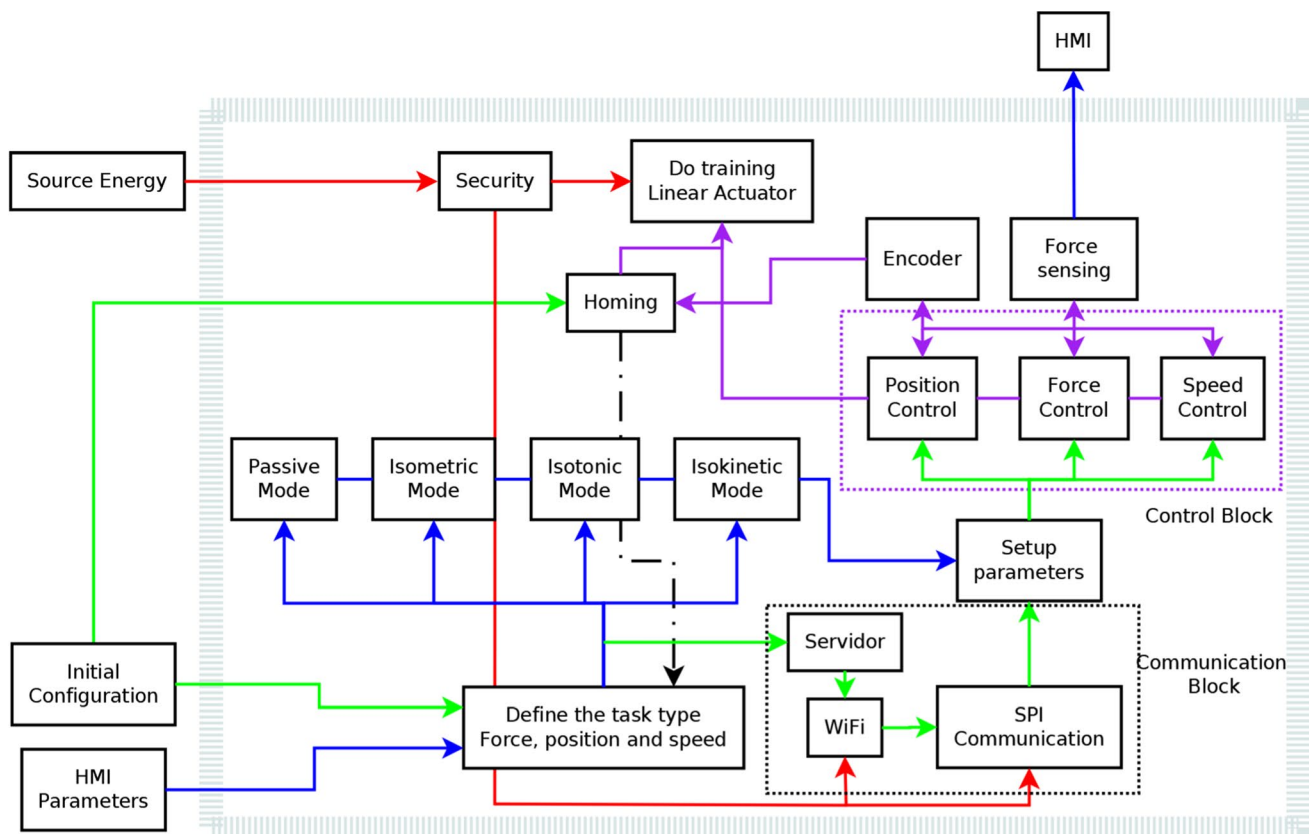 HMI
Source Energy
Security
Do training
Linear Actuator
Encoder
Force
sensing
Homing
Position
Control
Force
Control
Speed
Control
Passive
Mode
Isometric
Mode
Isotonic
Mode
Isokinetic
Mode
Control Block
Setup
parameters
Servidor
Communication
Block
Initial
Configuration
Define the task type
Force, position and speed
WiFi
SPI
Communication
HMI
Parameters